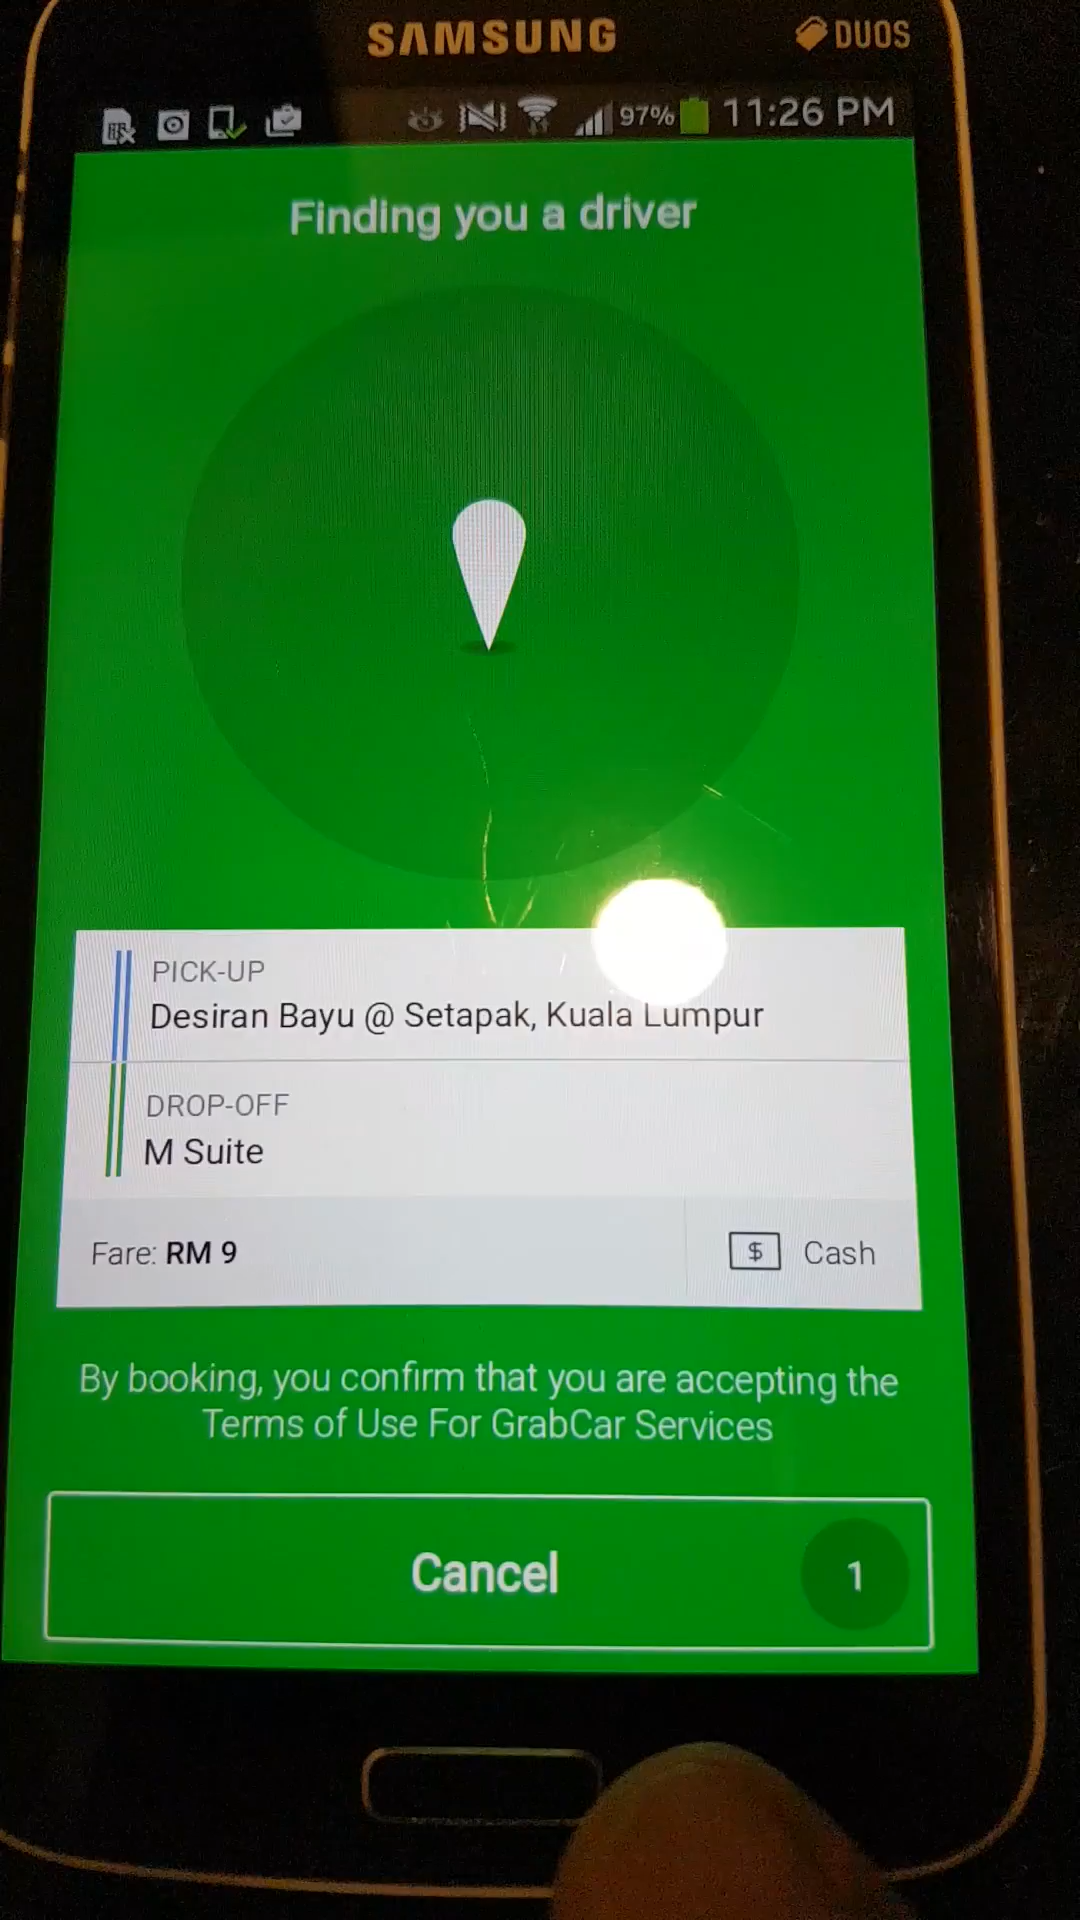 SAMSUNG
DUOS
97% 11:26 PM
Finding you a driver
PICK-UP
Desiran Bayu @ Setapak, Kuala Lumpur
DROP-OFF
M Suite
Fare: RM 9
$ Cash
By booking, you confirm that you are accepting the
Terms of Use For GrabCar Services
Cancel
1